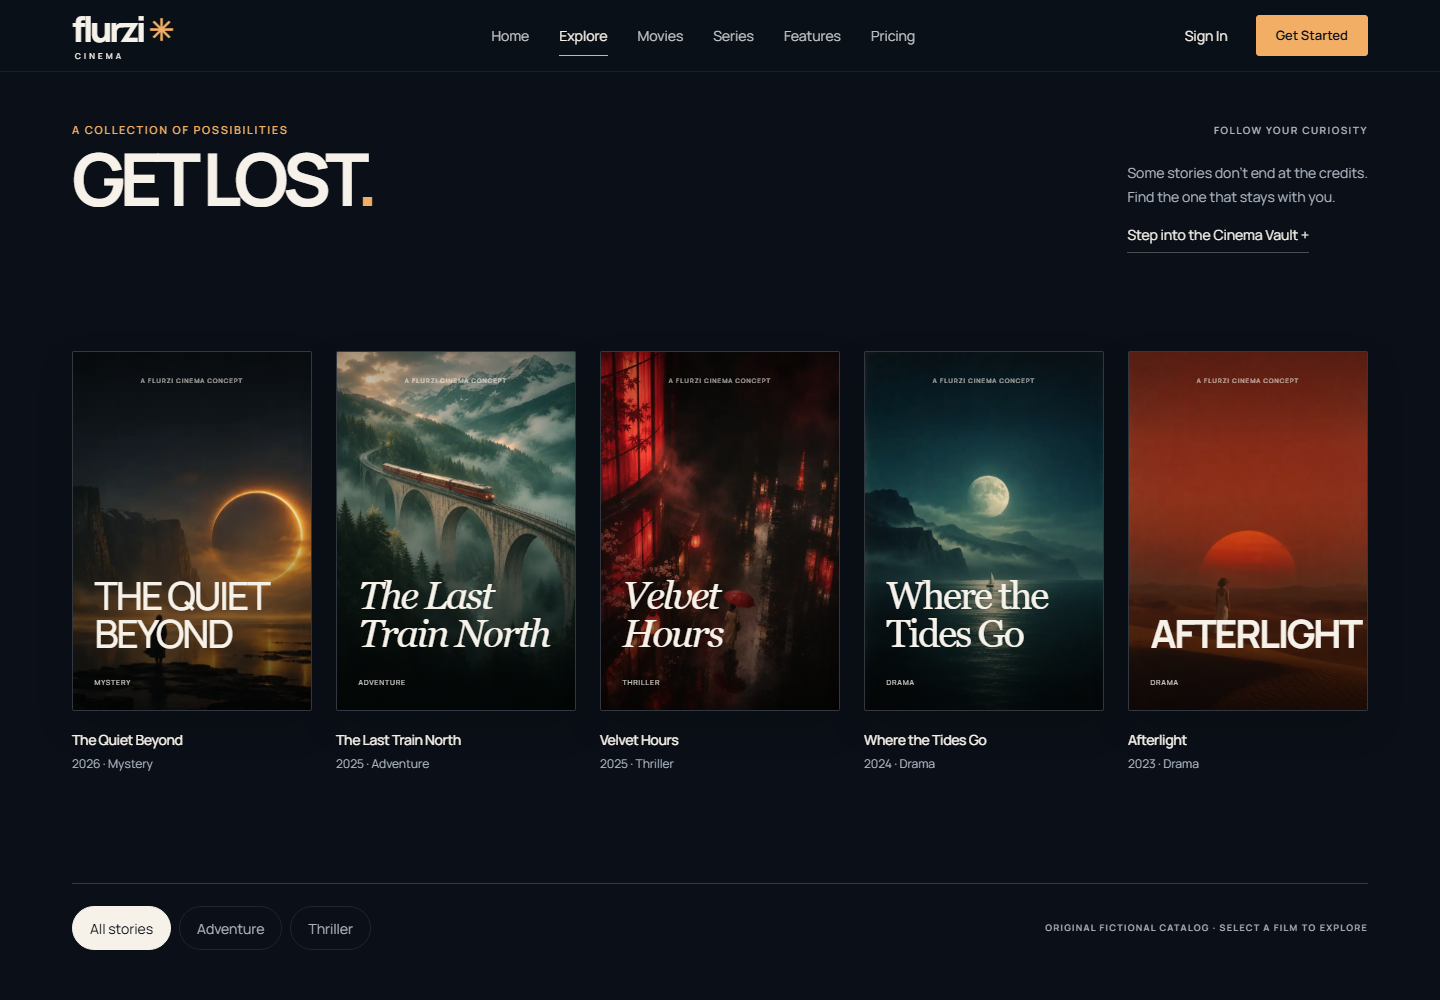 flurzi
CINEMA
Home
Explore
Movies
Series
Features
Pricing
Sign In
Get Started
A COLLECTION OF POSSIBILITIES
GET LOST.
FOLLOW YOUR CURIOSITY
Some stories don't end at the credits.
Find the one that stays with you.
Step into the Cinema Vault +
A FLURZI CINEMA CONCEPT
THE QUIET
BEYOND
MYSTERY
The Quiet Beyond
2026 · Mystery
A FLURZI CINEMA CONCEPT
The Last
Train North
ADVENTURE
The Last Train North
2025 · Adventure
A FLURZI CINEMA CONCEPT
Velvet
Hours
THRILLER
Velvet Hours
2025 · Thriller
A FLURZI CINEMA CONCEPT
Where the
Tides Go
DRAMA
Where the Tides Go
2024 · Drama
A FLURZI CINEMA CONCEPT
AFTERLIGHT
DRAMA
Afterlight
2023 · Drama
All stories
Adventure
Thriller
ORIGINAL FICTIONAL CATALOG · SELECT A FILM TO EXPLORE